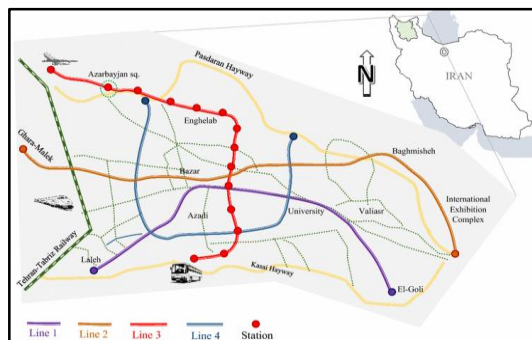 Pasdaran Hayway
Azarbayjan sq.
IRAN
N
Enghelab
Ghara-Malek
Baghmisheh
Bazar
International
Exhibition
Complex
Azadi
University
Valiasr
Tehran-Tabriz Railway
Laleh
Kasai Hayway
El-Goli
Line 1
Line 2
Line 3
Line 4
Station